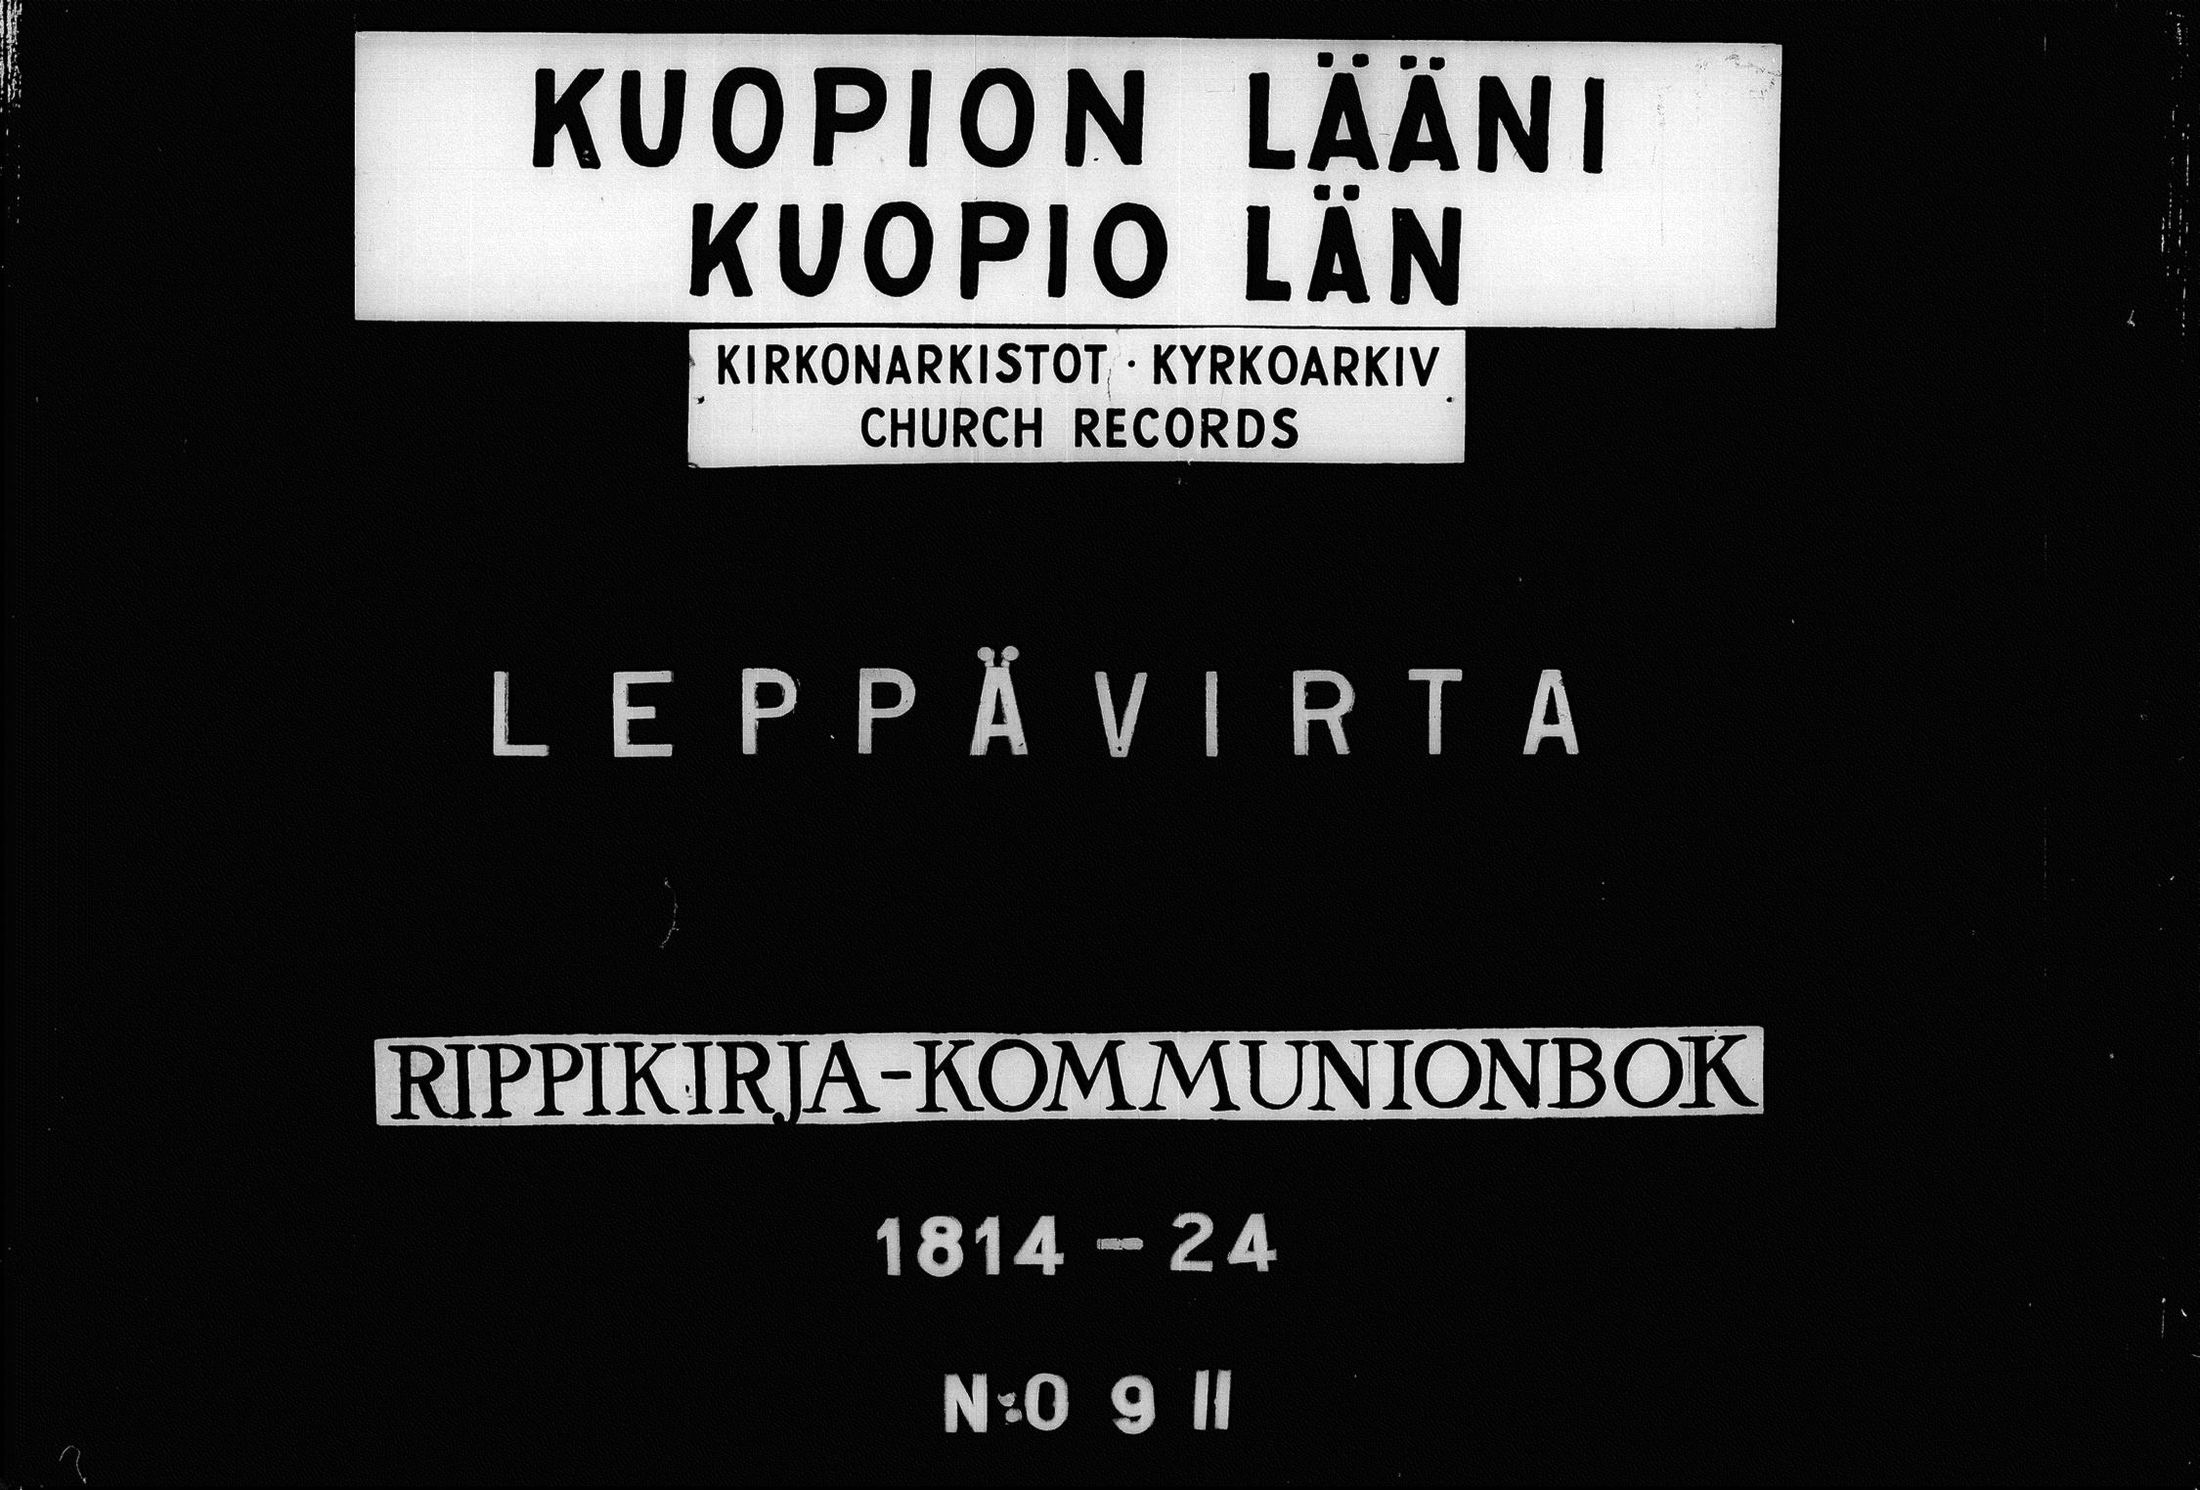 KUOPION LÄÄNI
KUOPIO LÄN
KIRKONARKISTOT · KYRKOARKIV
CHURCH RECORDS
LEPPÄVIRTA
RIPPIKIRJA-KOMMUNIONBOK
1814 - 24
N:O 9 II